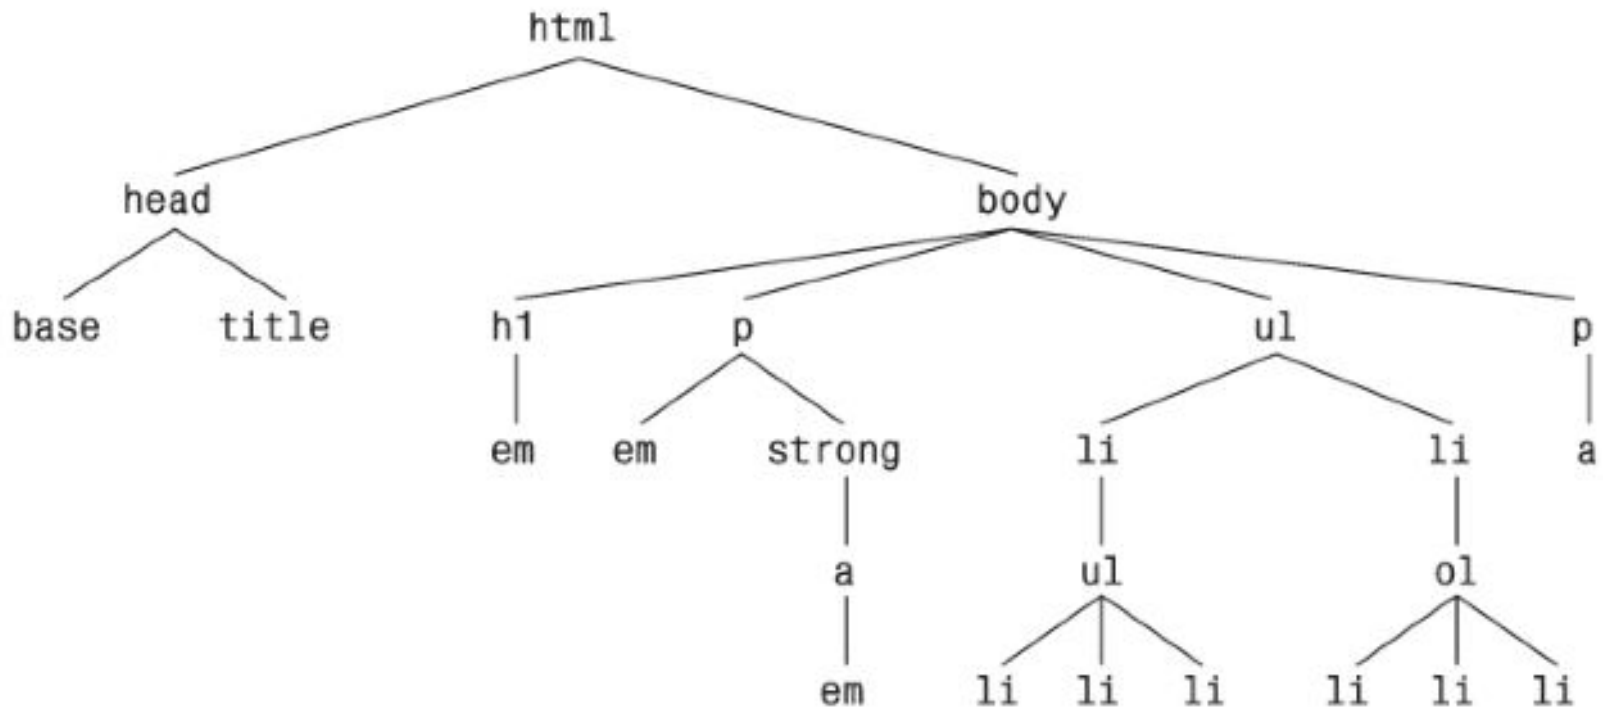 html
head body
base title h1 p ul p
em em strong li li a
a ul ol
em li li li li li li